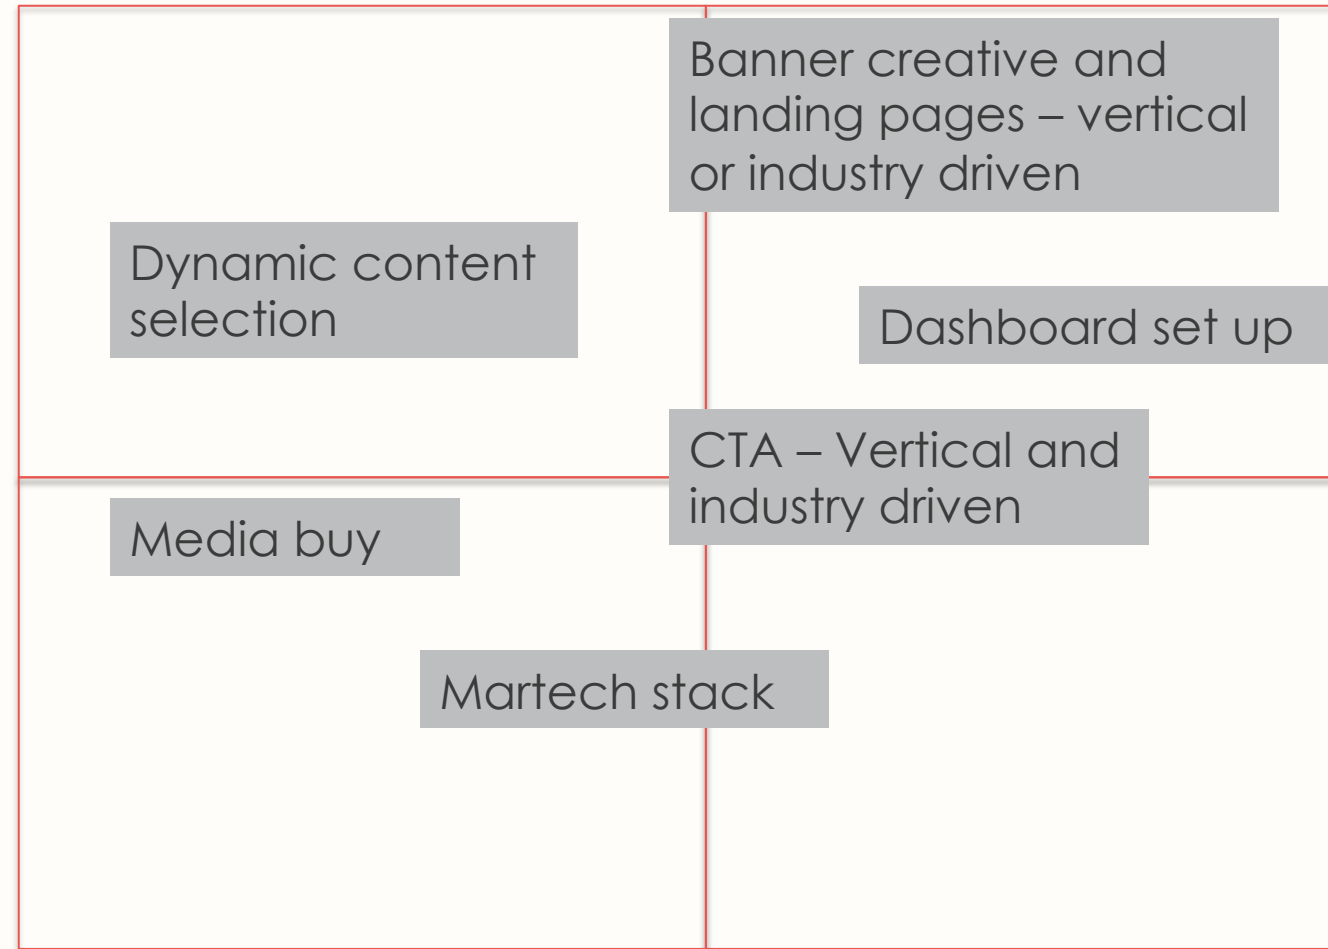 Banner creative and
landing pages – vertical
or industry driven
Dynamic content
selection
Dashboard set up
CTA – Vertical and
industry driven
Media buy
Martech stack